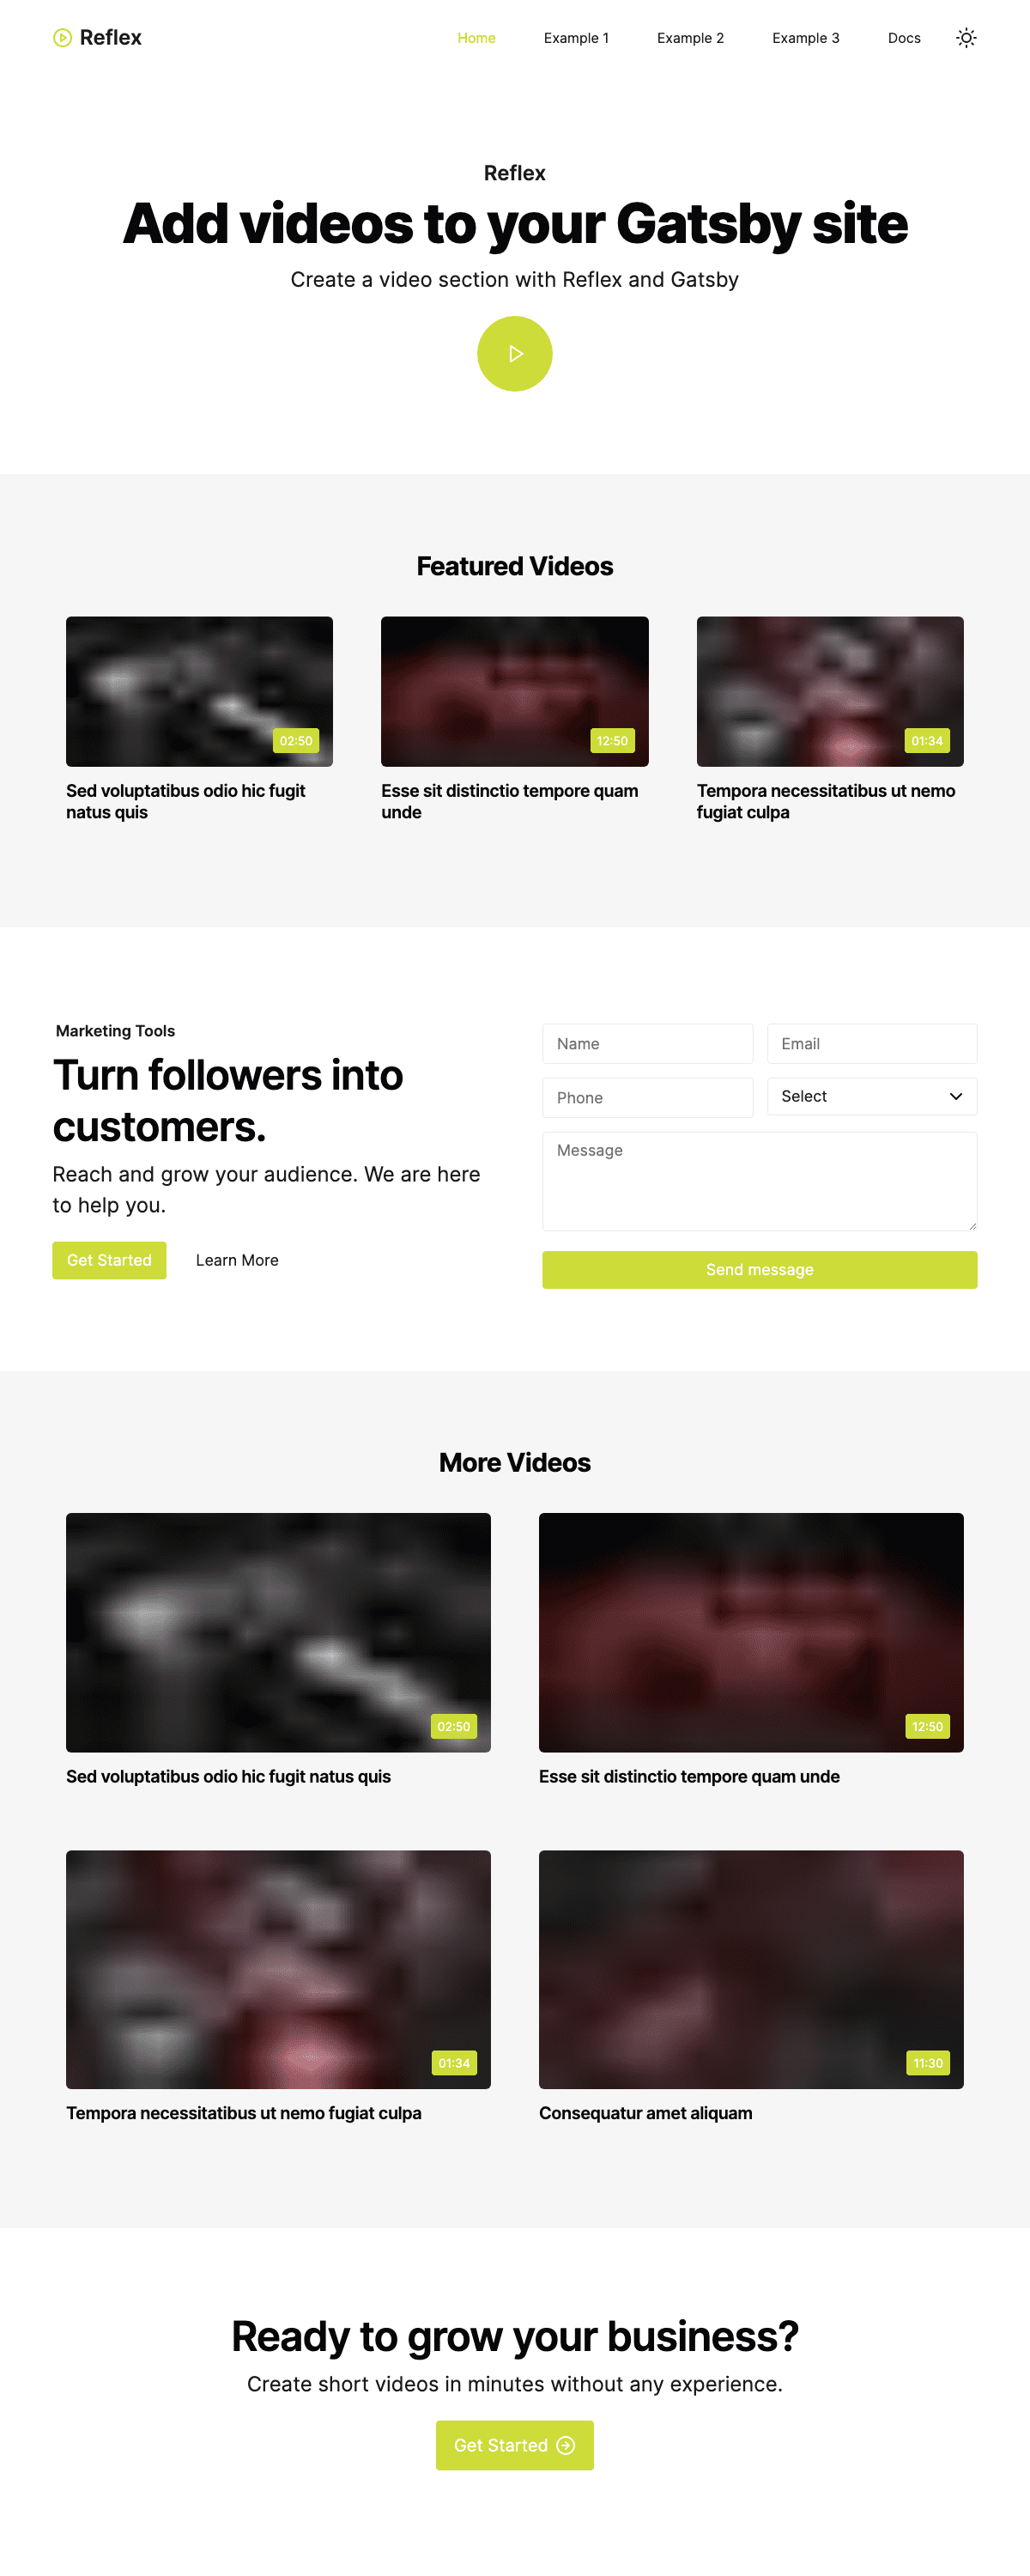 Reflex
Home
Example 1
Example 2
Example 3
Docs
Reflex
Add videos to your Gatsby site
Create a video section with Reflex and Gatsby
Featured Videos
02:50
12:50
01:34
Sed voluptatibus odio hic fugit
natus quis
Esse sit distinctio tempore quam
unde
Tempora necessitatibus ut nemo
fugiat culpa
Marketing Tools
Turn followers into
customers.
Reach and grow your audience. We are here
to help you.
Get Started
Learn More
Name
Email
Phone
Select
Message
Send message
More Videos
02:50
12:50
Sed voluptatibus odio hic fugit natus quis
Esse sit distinctio tempore quam unde
01:34
11:30
Tempora necessitatibus ut nemo fugiat culpa
Consequatur amet aliquam
Ready to grow your business?
Create short videos in minutes without any experience.
Get Started